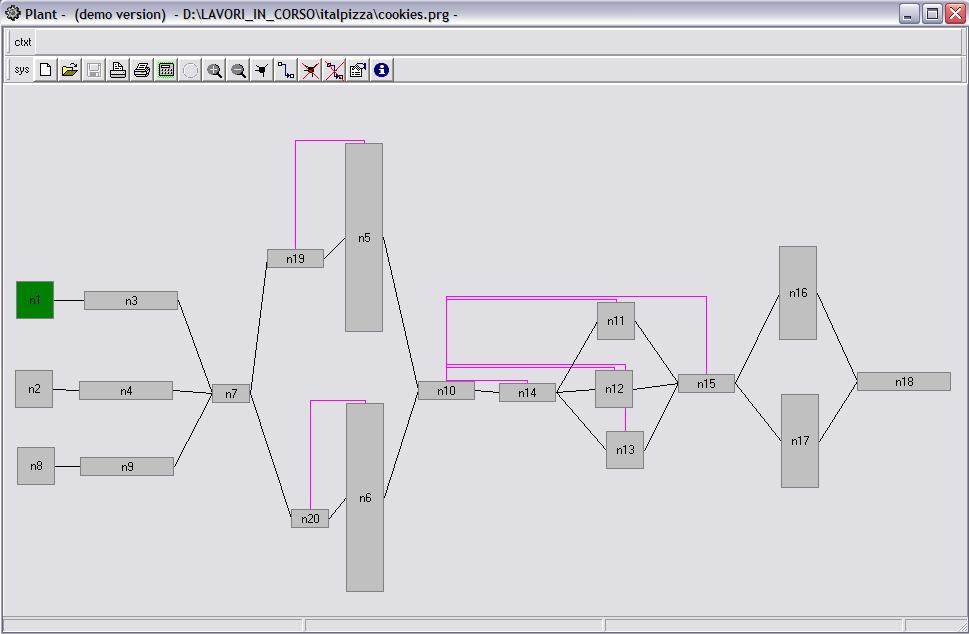 Plant - (demo version) - D:\LAVORI_IN_CORSO\italpizza\cookies.prg -
ctxt
sys
n5
n19
n16
n1
n3
n11
n18
n15
n2
n4
n7
n10
n14
n12
n17
n13
n8
n9
n6
n20